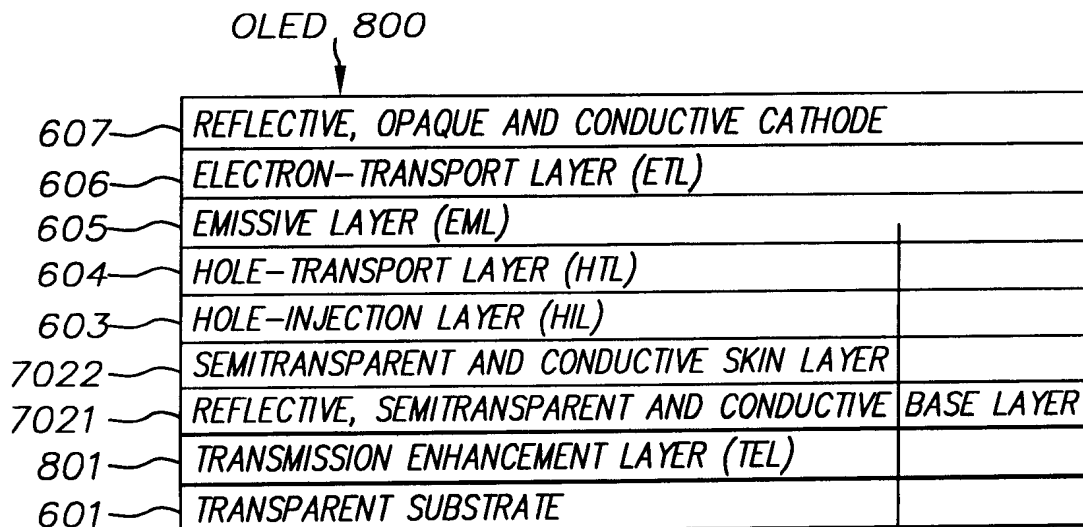 OLED 800
607 REFLECTIVE, OPAQUE AND CONDUCTIVE CATHODE
606 ELECTRON-TRANSPORT LAYER (ETL)
605 EMISSIVE LAYER (EML)
604 HOLE-TRANSPORT LAYER (HTL)
603 HOLE-INJECTION LAYER (HIL)
7022 SEMITRANSPARENT AND CONDUCTIVE SKIN LAYER
7021 REFLECTIVE, SEMITRANSPARENT AND CONDUCTIVE BASE LAYER
801 TRANSMISSION ENHANCEMENT LAYER (TEL)
601 TRANSPARENT SUBSTRATE